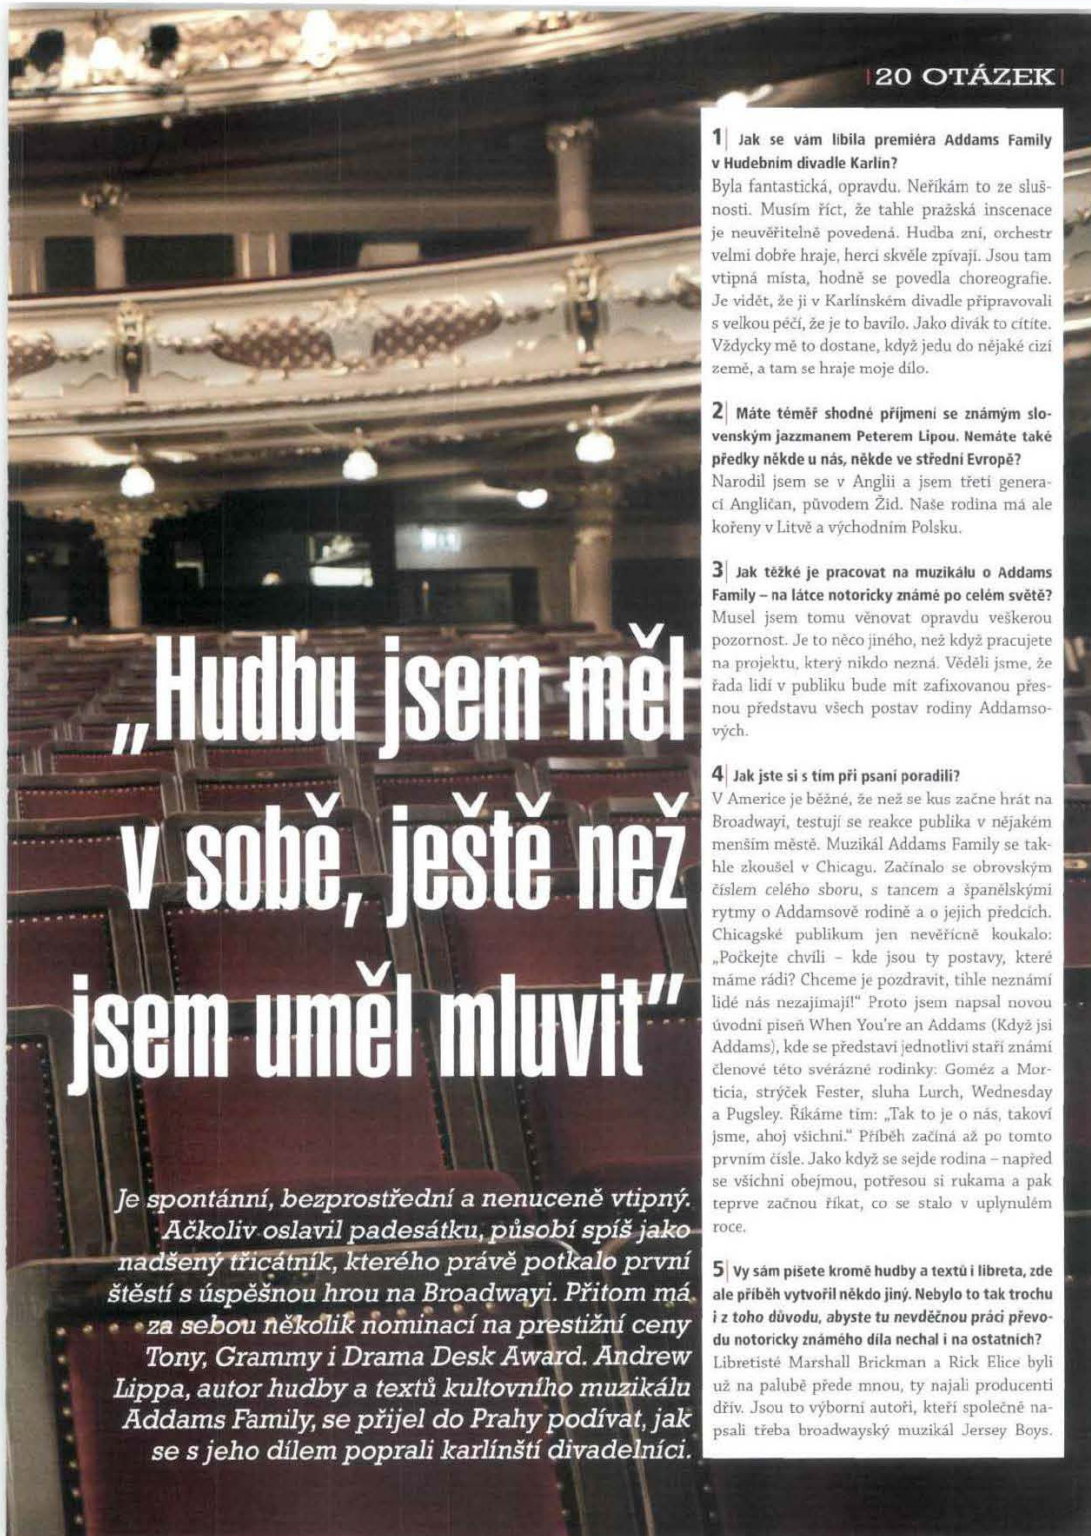 20 OTÁZEK
„Hudbu jsem měl
v sobě, ještě než
jsem uměl mluvit"
Je spontánní, bezprostřední a nenuceně vtipný.
Ačkoliv oslavil padesátku, působí spíš jako
nadšený třicátník, kterého právě potkalo první
štěstí s úspěšnou hrou na Broadwayi. Přitom má
za sebou několik nominací na prestižní ceny
Tony, Grammy i Drama Desk Award. Andrew
Lippa, autor hudby a textů kultovního muzikálu
Addams Family, se přijel do Prahy podívat, jak
se s jeho dílem poprali karlínští divadelníci.
1| Jak se vám líbila premiéra Addams Family
v Hudebním divadle Karlín?
Byla fantastická, opravdu. Neříkám to ze sluš-
nosti. Musím říct, že tahle pražská inscenace
je neuvěřitelně povedená. Hudba zní, orchestr
velmi dobře hraje, herci skvěle zpívají. Jsou tam
vtipná místa, hodně se povedla choreografie.
Je vidět, že ji v Karlínském divadle připravovali
s velkou péčí, že je to bavilo. Jako divák to cítíte.
Vždycky mě to dostane, když jedu do nějaké cizí
země, a tam se hraje moje dílo.
2| Máte téměř shodné příjmení se známým slo-
venským jazzmanem Peterem Lipou. Nemáte také
předky někde u nás, někde ve střední Evropě?
Narodil jsem se v Anglii a jsem třetí genera-
cí Angličan, původem Žid. Naše rodina má ale
kořeny v Litvě a východním Polsku.
3| Jak těžké je pracovat na muzikálu o Addams
Family – na látce notoricky známé po celém světě?
Musel jsem tomu věnovat opravdu veškerou
pozornost. Je to něco jiného, než když pracujete
na projektu, který nikdo nezná. Věděli jsme, že
řada lidí v publiku bude mít zafixovanou přes-
nou představu všech postav rodiny Addamso-
vých.
4| Jak jste si s tím při psaní poradili?
V Americe je běžné, že než se kus začne hrát na
Broadwayi, testují se reakce publika v nějakém
menším městě. Muzikál Addams Family se tak-
hle zkoušel v Chicagu. Začínalo se obrovským
číslem celého sboru, s tancem a španělskými
rytmy o Addamsově rodině a o jejich předcích.
Chicagské publikum jen nevěřícně koukalo:
„Počkejte chvíli – kde jsou ty postavy, které
máme rádi? Chceme je pozdravit, tihle neznámí
lidé nás nezajímají!" Proto jsem napsal novou
úvodní píseň When You're an Addams (Když jsi
Addams), kde se představí jednotliví staří známí
členové této svérázné rodinky: Goméz a Mor-
ticia, strýček Fester, sluha Lurch, Wednesday
a Pugsley. Říkáme tím: „Tak to je o nás, takoví
jsme, ahoj všichni." Příběh začíná až po tomto
prvním čísle. Jako když se sejde rodina – napřed
se všichni obejmou, potřesou si rukama a pak
teprve začnou říkat, co se stalo v uplynulém
roce.
5| Vy sám píšete kromě hudby a textů i libreta, zde
ale příběh vytvořil někdo jiný. Nebylo to tak trochu
i z toho důvodu, abyste tu nevděčnou práci převo-
du notoricky známého díla nechal i na ostatních?
Libretisté Marshall Brickman a Rick Elice byli
už na palubě přede mnou, ty najali producenti
dřív. Jsou to výborní autoři, kteří společně na-
psali třeba broadwayský muzikál Jersey Boys.